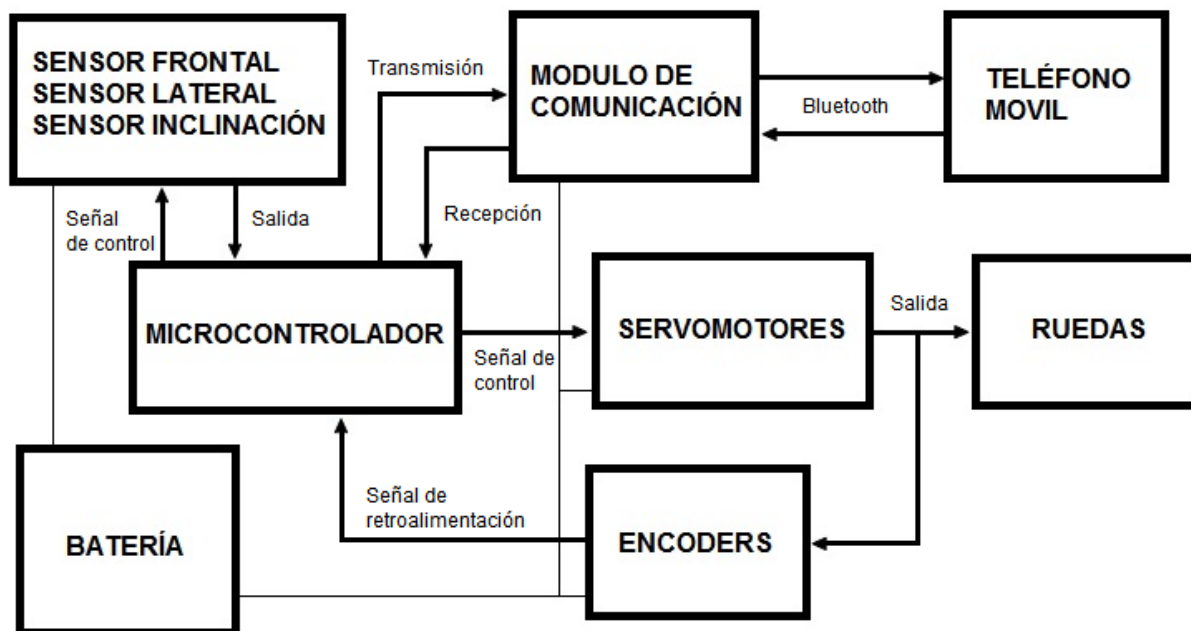 SENSOR FRONTAL
SENSOR LATERAL
SENSOR INCLINACIÓN
Transmisión
MODULO DE
COMUNICACIÓN
Bluetooth
TELÉFONO
MOVIL
Señal
de control
Salida
Recepción
MICROCONTROLADOR
Señal de
control
SERVOMOTORES
Salida
RUEDAS
BATERÍA
Señal de
retroalimentación
ENCODERS